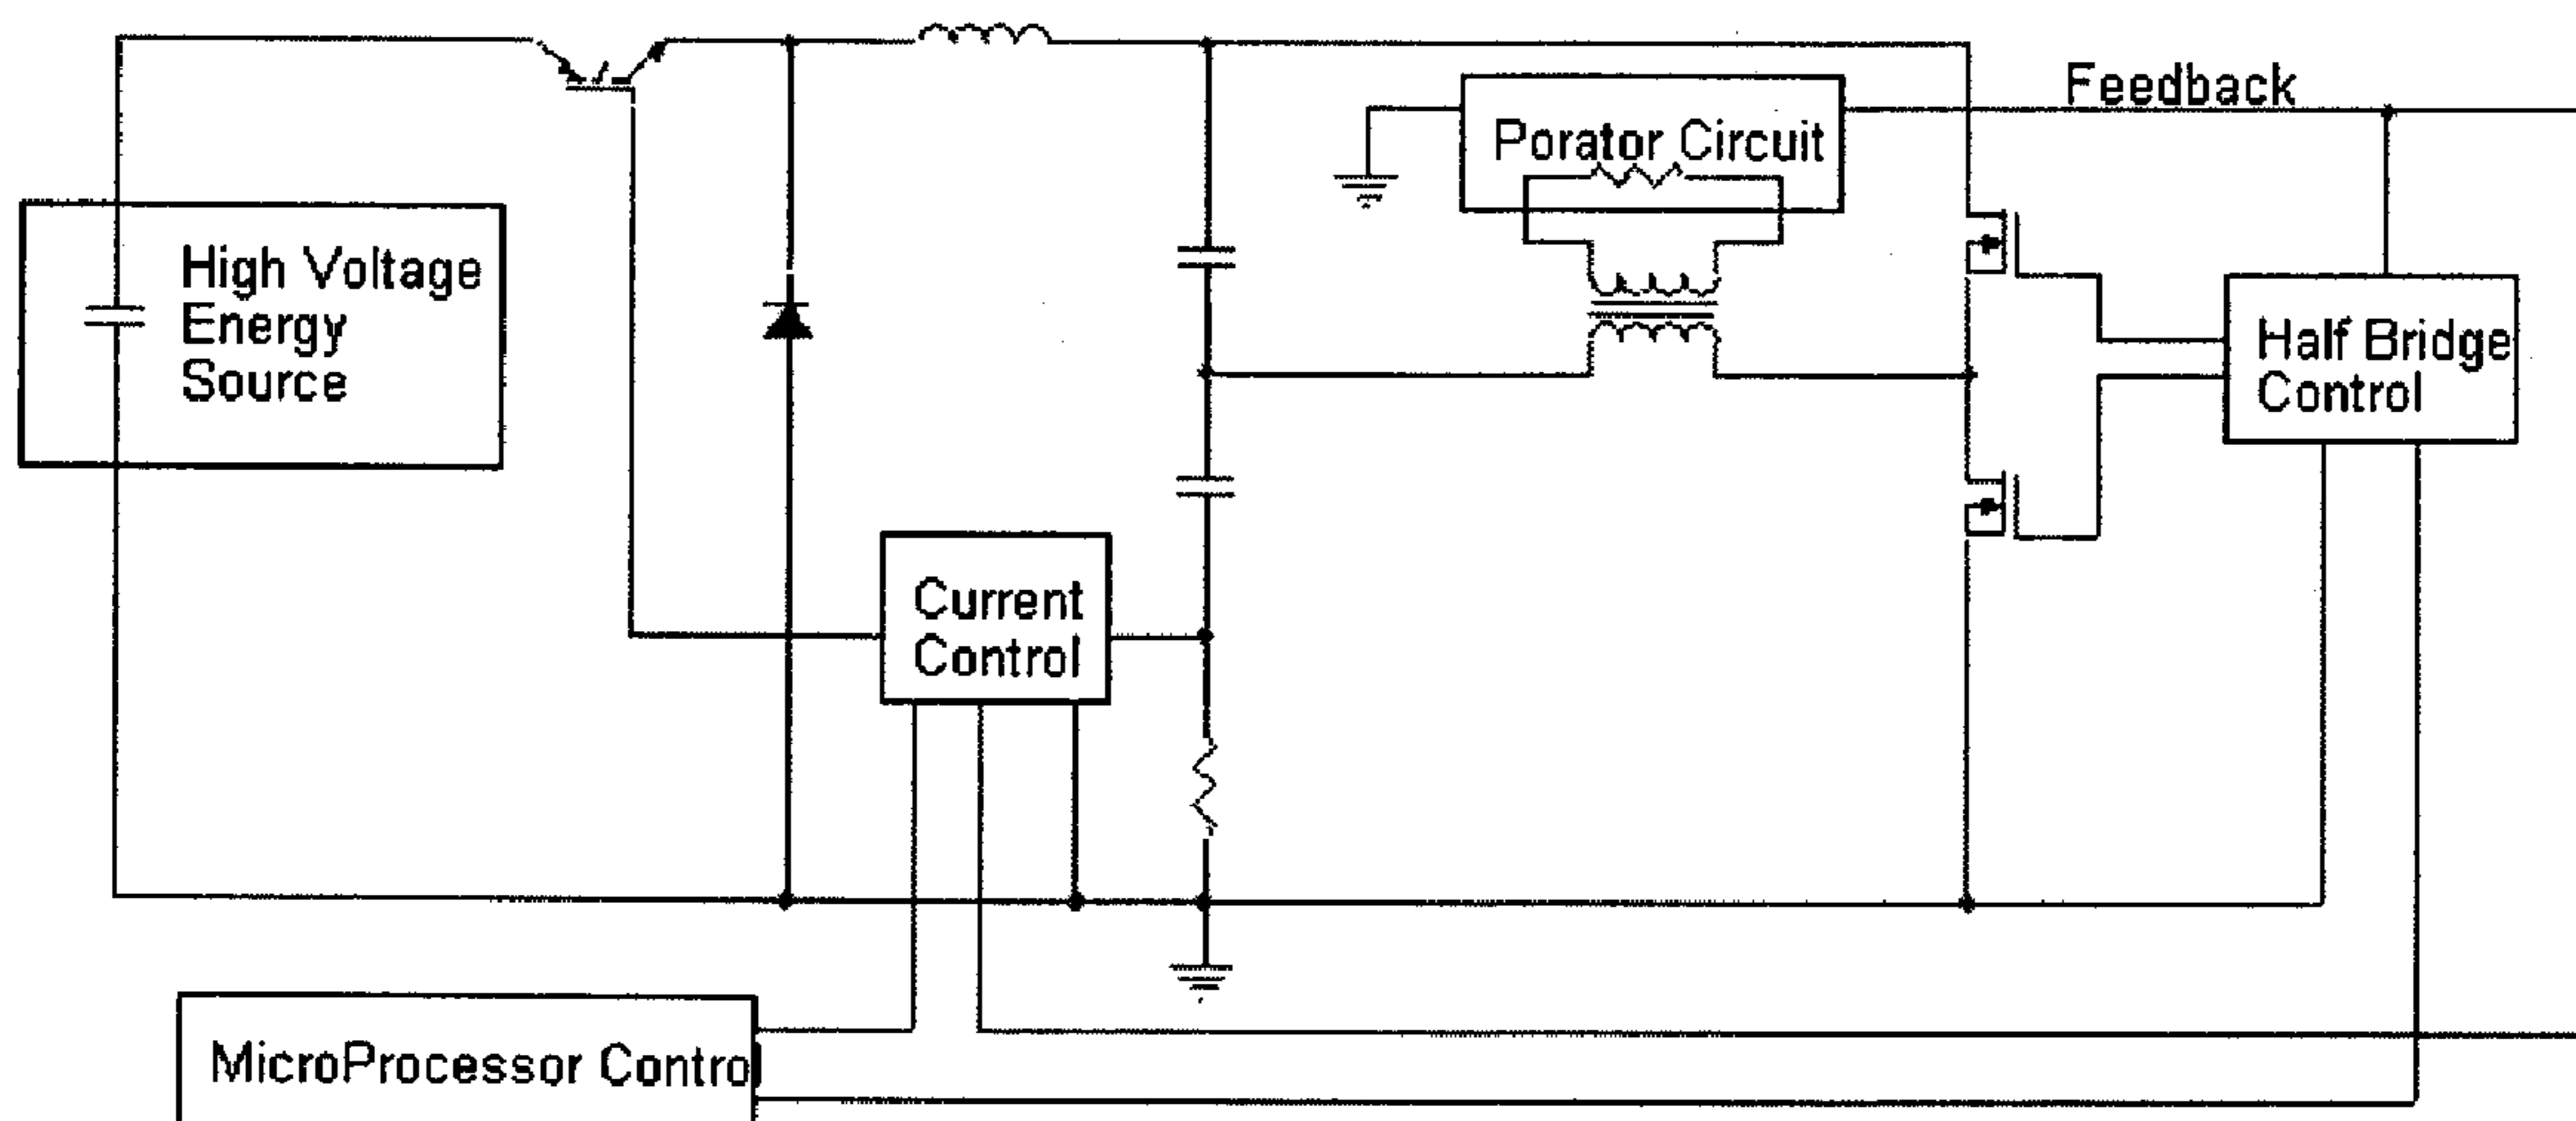 Feedback
Porator Circuit
High Voltage
Energy
Source
Half Bridge
Control
Current
Control
MicroProcessor Control